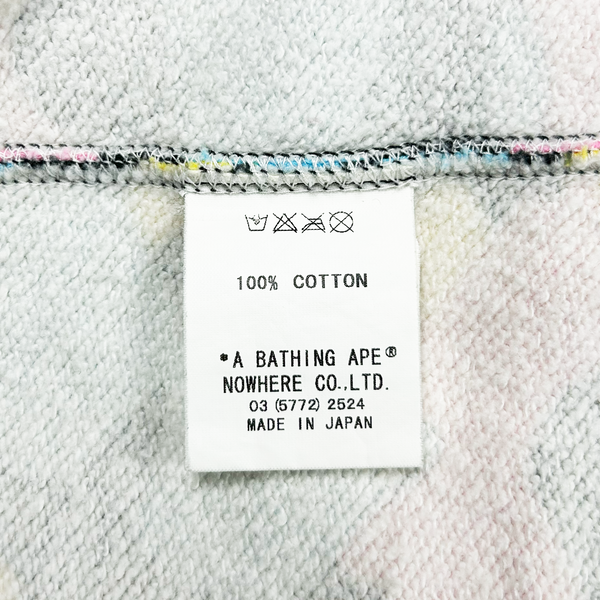 100% COTTON
*A BATHING APE®
NOWHERE CO.,LTD.
03 (5772) 2524
MADE IN JAPAN